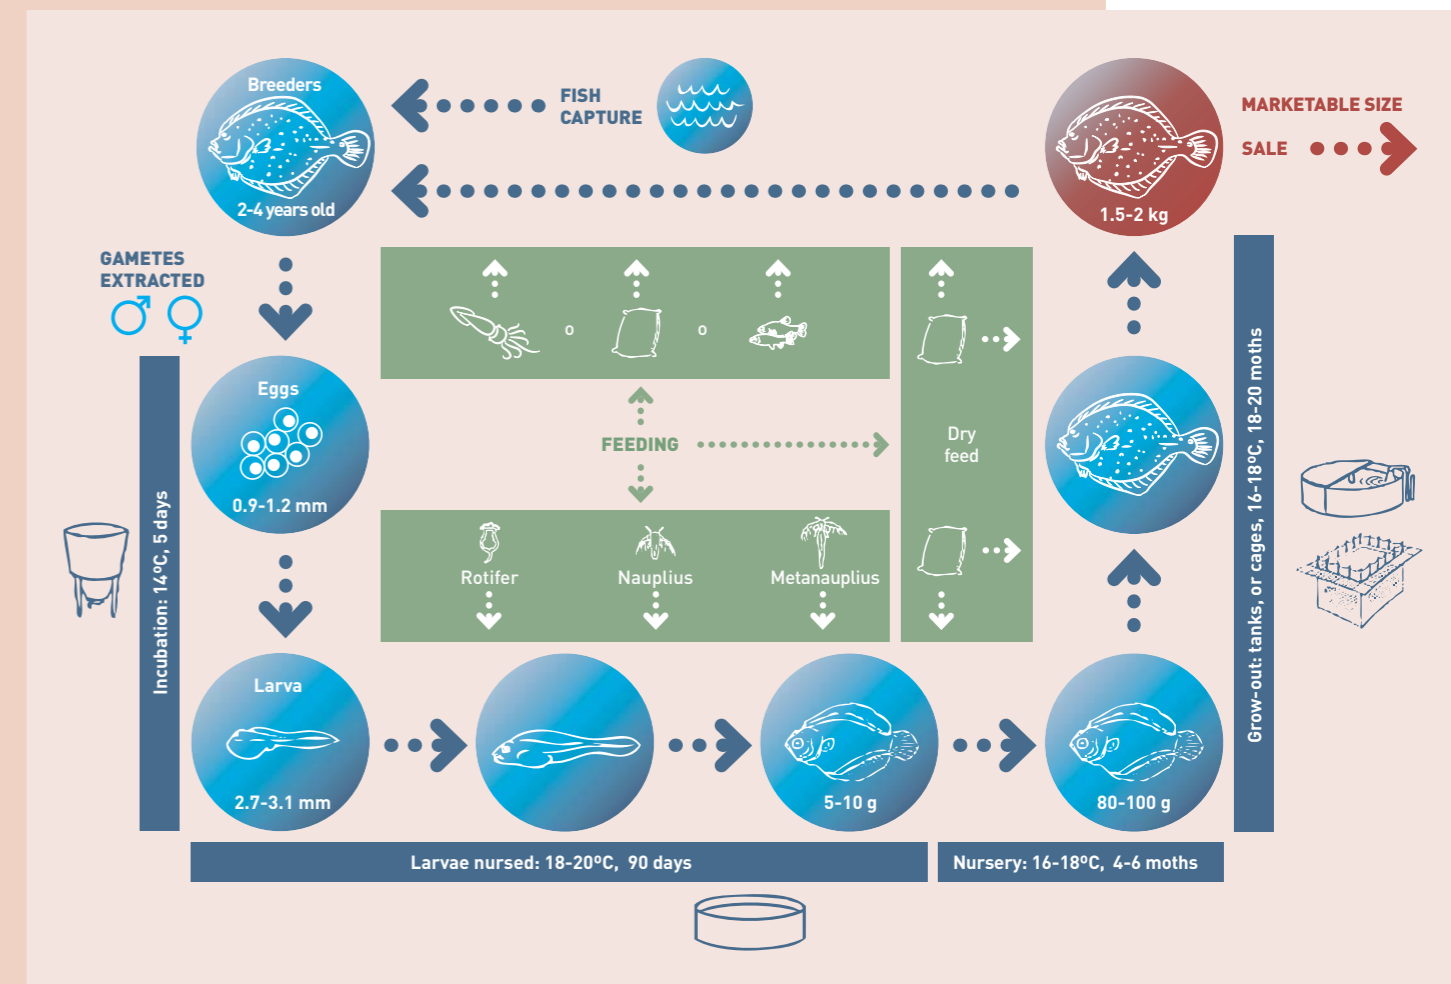 Breeders
2-4 years old
FISH
CAPTURE
MARKETABLE SIZE
SALE
1.5-2 kg
GAMETES
EXTRACTED
o
o
Eggs
0.9-1.2 mm
FEEDING
Dry
feed
Incubation: 14ºC, 5 days
Rotifer
Nauplius
Metanauplius
Grow-out: tanks, or cages, 16-18ºC, 18-20 moths
Larva
2.7-3.1 mm
5-10 g
80-100 g
Larvae nursed: 18-20ºC, 90 days
Nursery: 16-18ºC, 4-6 moths